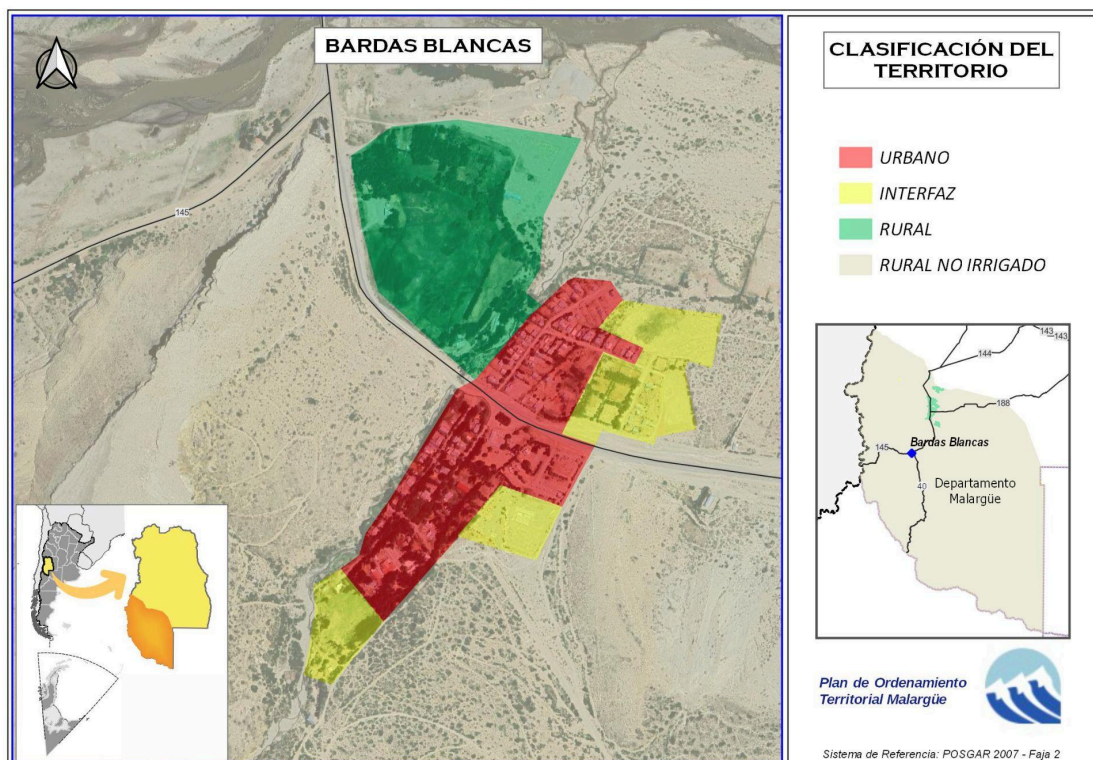 BARDAS BLANCAS
145
CLASIFICACIÓN DEL
TERRITORIO
URBANO
INTERFAZ
RURAL
RURAL NO IRRIGADO
143
143
144
188
Bardas Blancas
145
40
Departamento
Malargüe
Plan de Ordenamiento
Territorial Malargüe
Sistema de Referencia: POSGAR 2007 - Faja 2